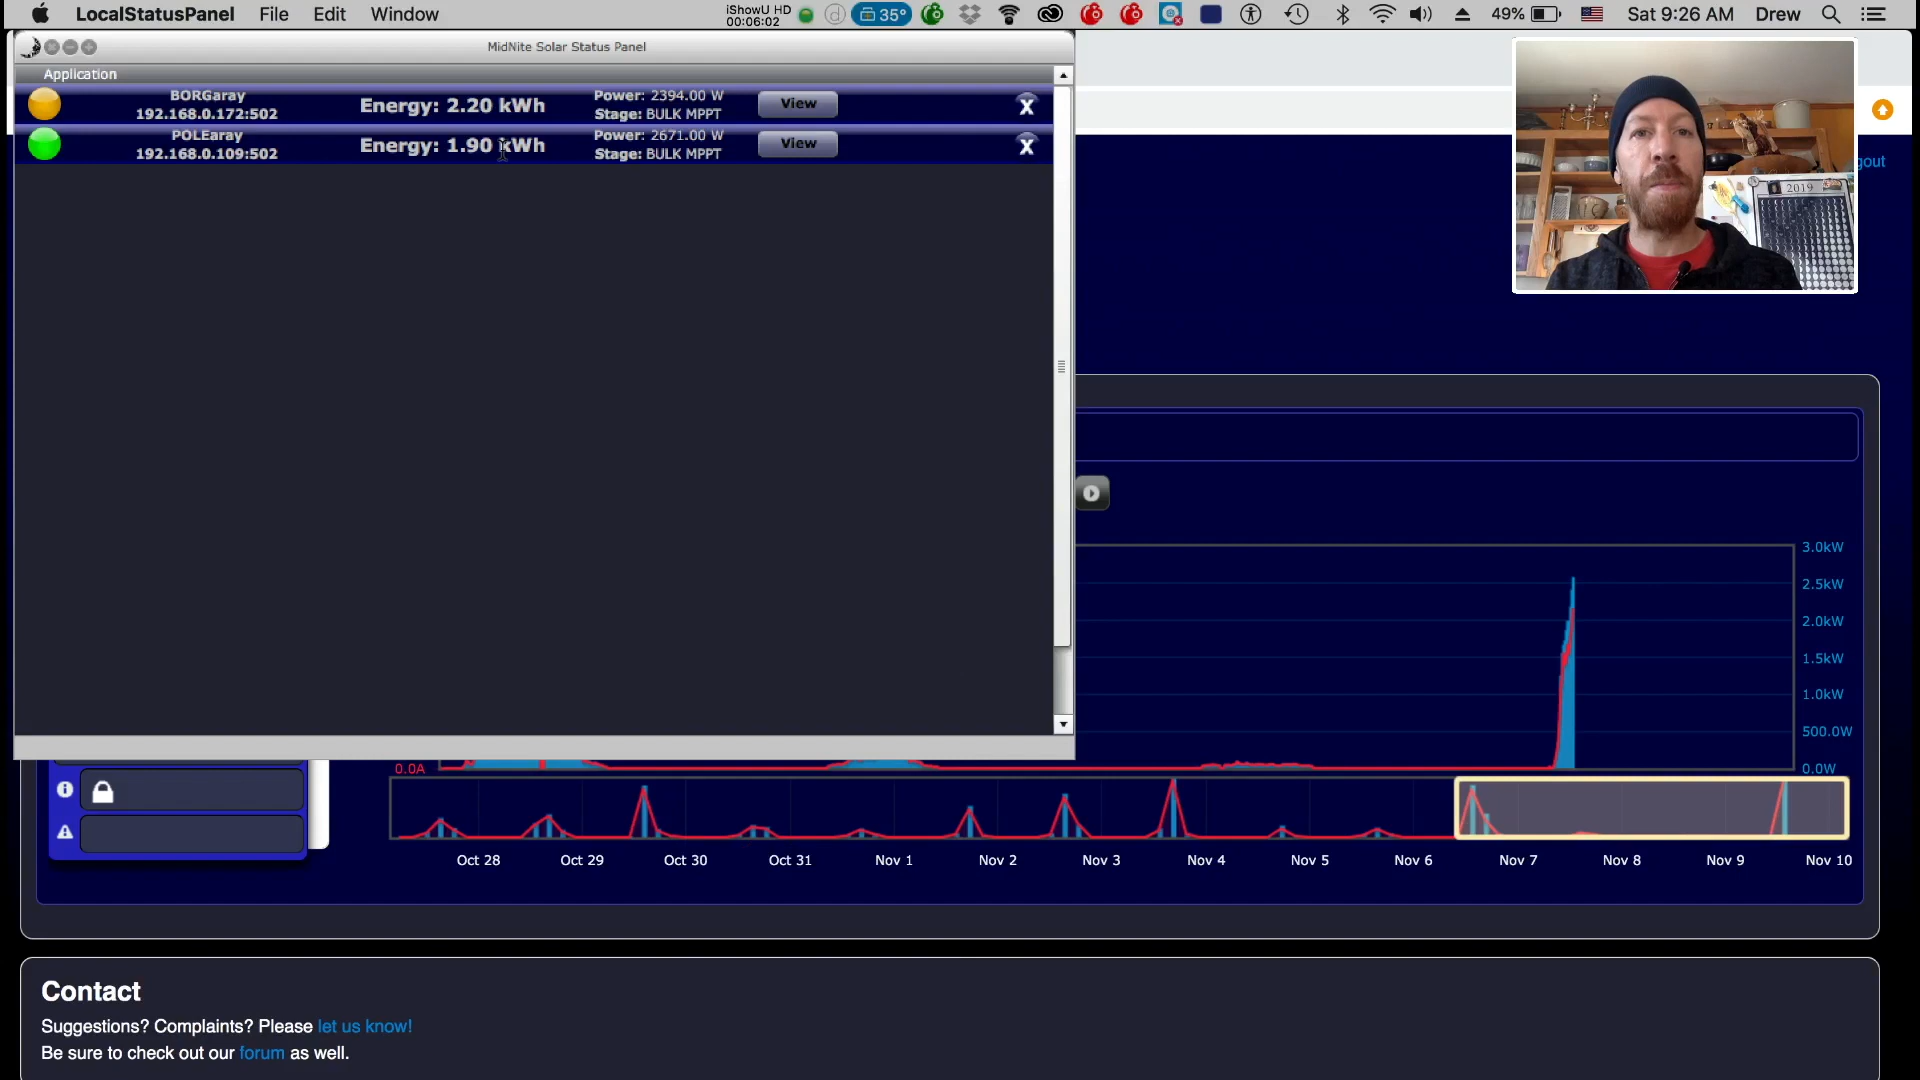 LocalStatusPanel File Edit Window iShowU HD 00:06:02 35° 49% Sat 9:26 AM Drew
MidNite Solar Status Panel
Application
BORGaray
192.168.0.172:502
Energy: 2.20 kWh
Power: 2394.00 W
Stage: BULK MPPT
View
X
POLEaray
192.168.0.109:502
Energy: 1.90 kWh
Power: 2671.00 W
Stage: BULK MPPT
View
X
2019
gout
3.0kW
2.5kW
2.0kW
1.5kW
1.0kW
500.0W
0.0A
0.0W
Oct 28 Oct 29 Oct 30 Oct 31 Nov 1 Nov 2 Nov 3 Nov 4 Nov 5 Nov 6 Nov 7 Nov 8 Nov 9 Nov 10
Contact
Suggestions? Complaints? Please let us know!
Be sure to check out our forum as well.